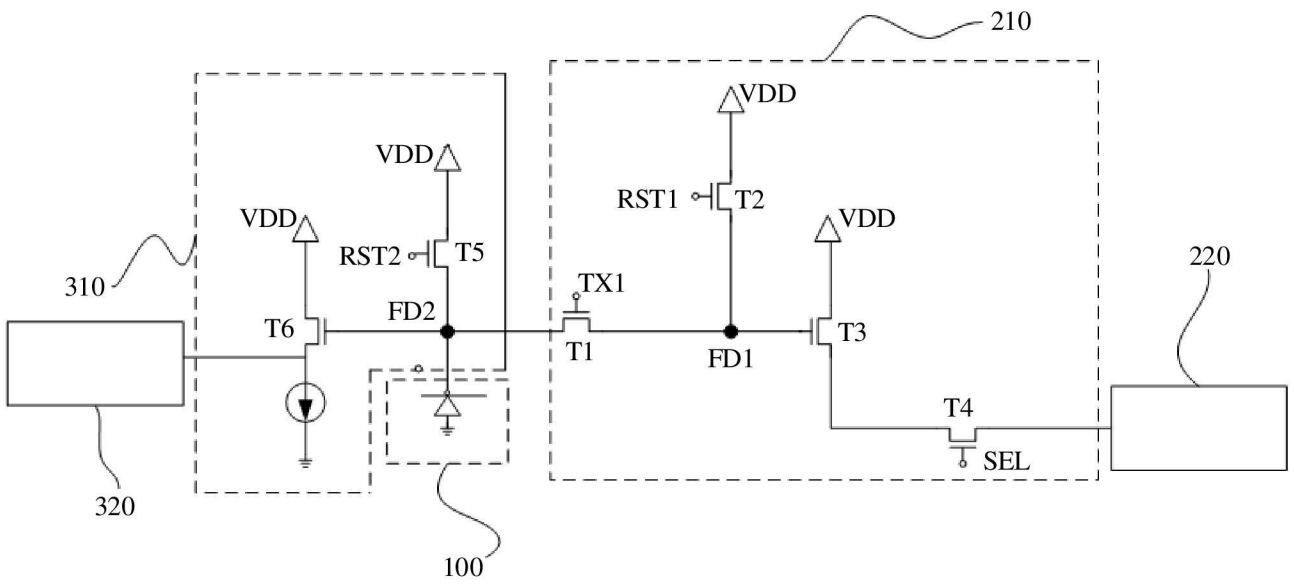 210
VDD
VDD
RST1
T2
VDD
VDD
RST2
T5
310
220
TX1
FD2
T6
T1
FD1
T3
T4
SEL
320
100